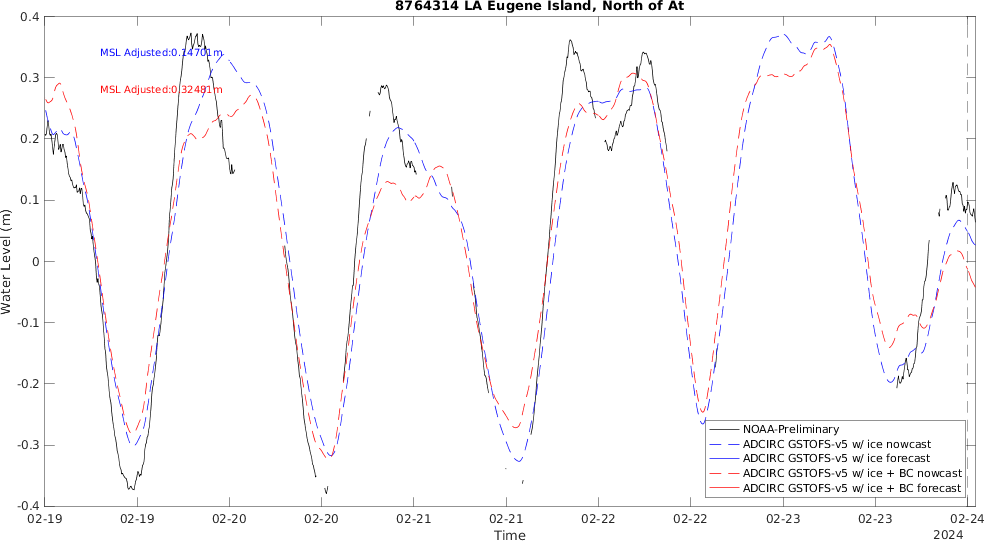 8764314 LA Eugene Island, North of At
0.4
0.3
0.2
0.1
0
-0.1
-0.2
-0.3
-0.4
Water Level (m)
MSL Adjusted:0.14701m
MSL Adjusted:0.32481m
NOAA-Preliminary
ADCIRC GSTOFS-v5 w/ ice nowcast
ADCIRC GSTOFS-v5 w/ ice forecast
ADCIRC GSTOFS-v5 w/ ice + BC nowcast
ADCIRC GSTOFS-v5 w/ ice + BC forecast
02-19 02-19 02-20 02-20 02-21 02-21 02-22 02-22 02-23 02-23 02-24
Time
2024